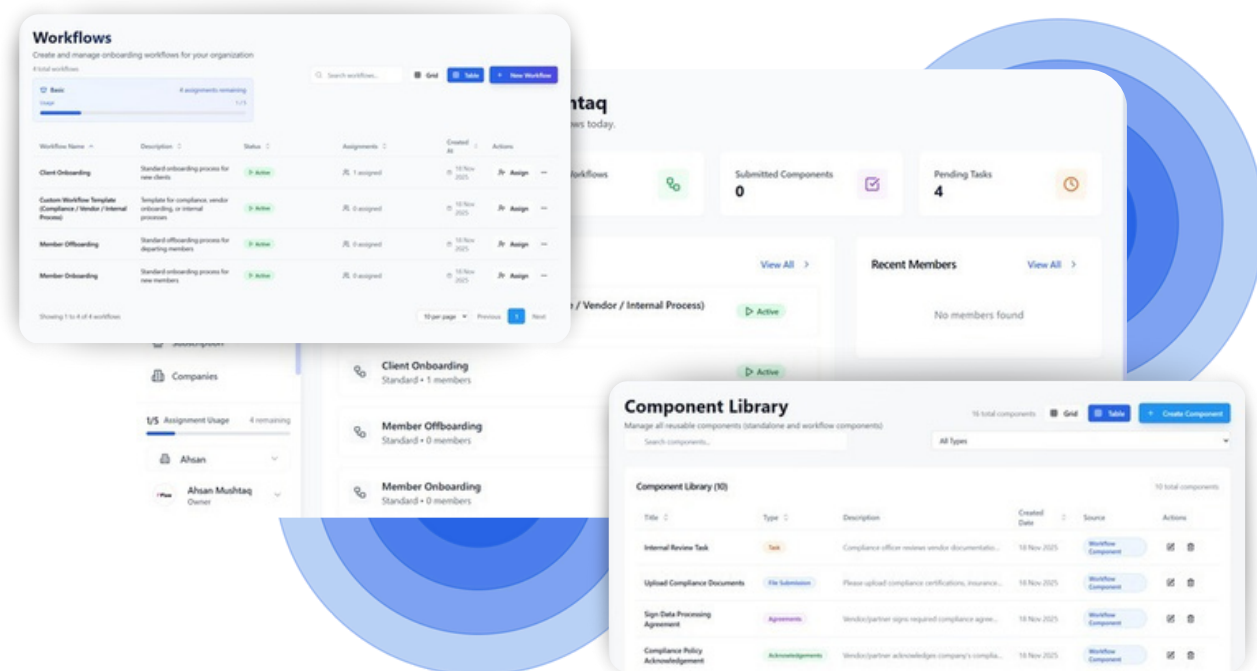 Workflows
Create and manage onboarding workflows for your organization
4 total workflows
Basic
4 assignments remaining
Usage
1 / 5
Search workflows...
Grid
Table
+ New Workflow
Workflow Name
Description
Status
Assignments
Created At
Actions
Client Onboarding
Standard onboarding process for
new clients
Active
1 assigned
18 Nov
2025
Assign
Custom Workflow Template
(Compliance / Vendor / Internal
Process)
Template for compliance, vendor
onboarding, or internal
processes
Active
0 assigned
18 Nov
2025
Assign
Member Offboarding
Standard offboarding process for
departing members
Active
0 assigned
18 Nov
2025
Assign
Member Onboarding
Standard onboarding process for
new members
Active
0 assigned
18 Nov
2025
Assign
Showing 1 to 4 of 4 workflows
10 per page
Previous
1
Next
htaq
ws today.
Workflows
Submitted Components
0
Pending Tasks
4
View All
/ Vendor / Internal Process)
Active
Client Onboarding
Standard • 1 members
Active
Member Offboarding
Standard • 0 members
Member Onboarding
Standard • 0 members
Recent Members
View All
No members found
Subscription
Companies
1/5 Assignment Usage
4 remaining
Ahsan
Ahsan Mushtaq
Owner
Component Library
Manage all reusable components (standalone and workflow components)
16 total components
Grid
Table
+ Create Component
Search components...
All Types
Component Library (10)
10 total components
Title
Type
Description
Created
Date
Source
Actions
Internal Review Task
Task
Compliance officer reviews vendor documentatio...
18 Nov 2025
Workflow
Component
Upload Compliance Documents
File Submission
Please upload compliance certifications, insurance...
18 Nov 2025
Workflow
Component
Sign Data Processing
Agreement
Agreements
Vendor/partner signs required compliance agree...
18 Nov 2025
Workflow
Component
Compliance Policy
Acknowledgement
Acknowledgements
Vendor/partner acknowledges company's complia...
18 Nov 2025
Workflow
Component